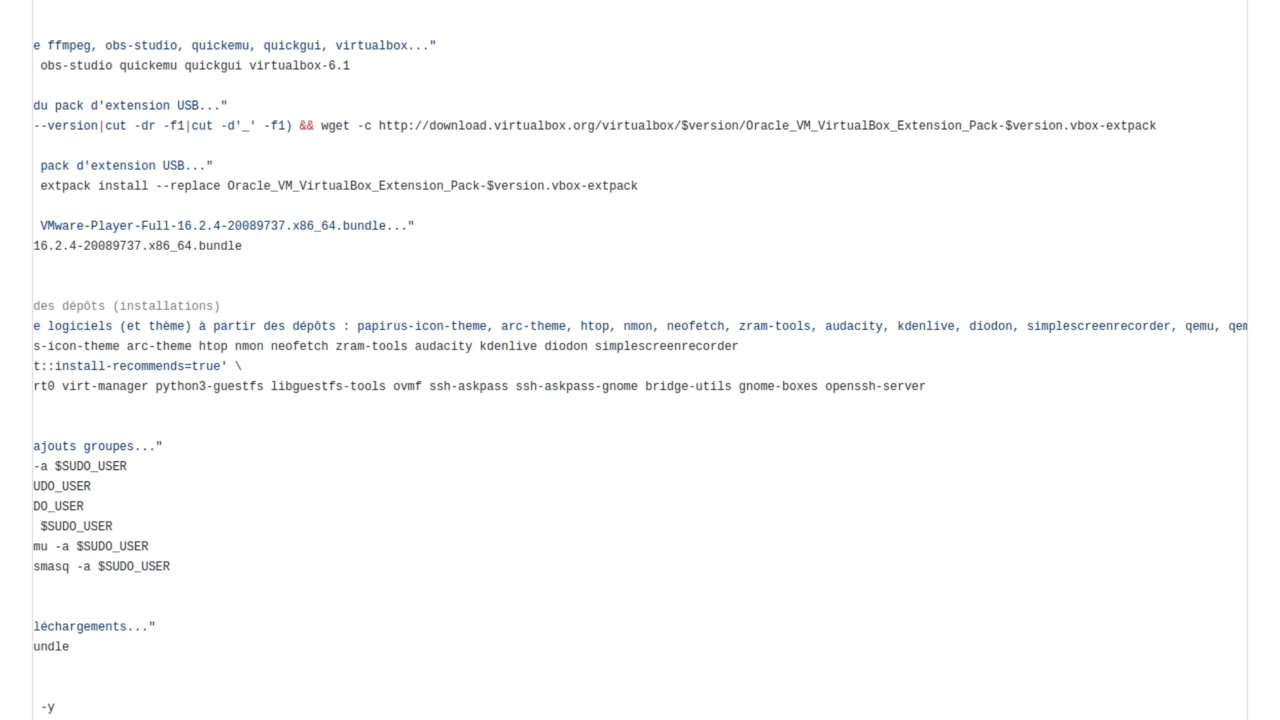 e ffmpeg, obs-studio, quickemu, quickgui, virtualbox..."
obs-studio quickemu quickgui virtualbox-6.1
du pack d'extension USB..."
--version|cut -dr -f1|cut -d'_' -f1) && wget -c http://download.virtualbox.org/virtualbox/$version/Oracle_VM_VirtualBox_Extension_Pack-$version.vbox-extpack
pack d'extension USB..."
extpack install --replace Oracle_VM_VirtualBox_Extension_Pack-$version.vbox-extpack
VMware-Player-Full-16.2.4-20089737.x86_64.bundle..."
16.2.4-20089737.x86_64.bundle
des dépôts (installations)
e logiciels (et thème) à partir des dépôts : papirus-icon-theme, arc-theme, htop, nmon, neofetch, zram-tools, audacity, kdenlive, diodon, simplescreenrecorder, qemu, qem
s-icon-theme arc-theme htop nmon neofetch zram-tools audacity kdenlive diodon simplescreenrecorder
t::install-recommends=true' \
rt0 virt-manager python3-guestfs libguestfs-tools ovmf ssh-askpass ssh-askpass-gnome bridge-utils gnome-boxes openssh-server
ajouts groupes..."
-a $SUDO_USER
UDO_USER
DO_USER
$SUDO_USER
mu -a $SUDO_USER
smasq -a $SUDO_USER
léchargements..."
undle
-y